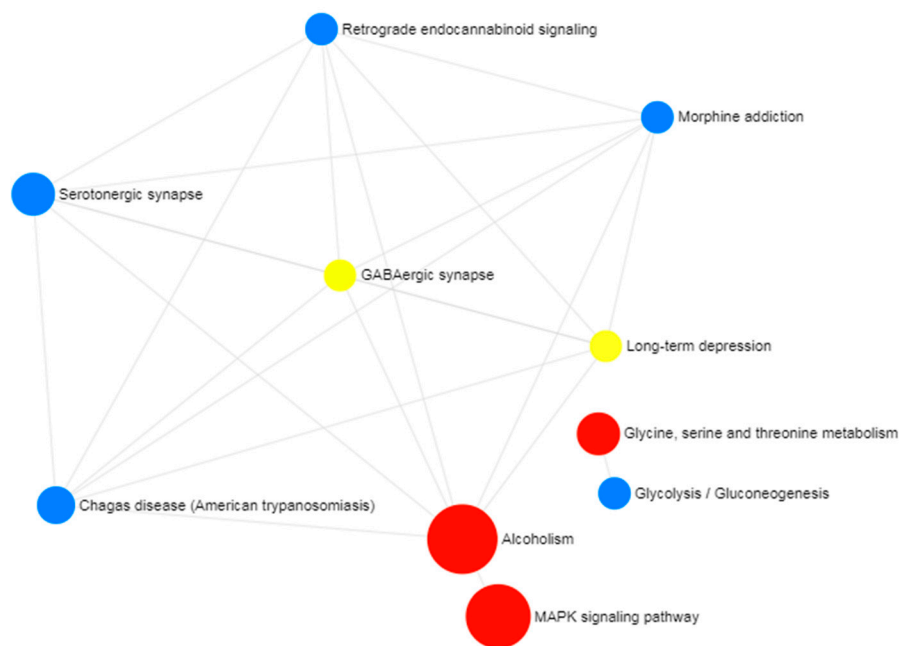 Retrograde endocannabinoid signaling
Morphine addiction
Serotonergic synapse
GABAergic synapse
Long-term depression
Glycine, serine and threonine metabolism
Glycolysis / Gluconeogenesis
Chagas disease (American trypanosomiasis)
Alcoholism
MAPK signaling pathway